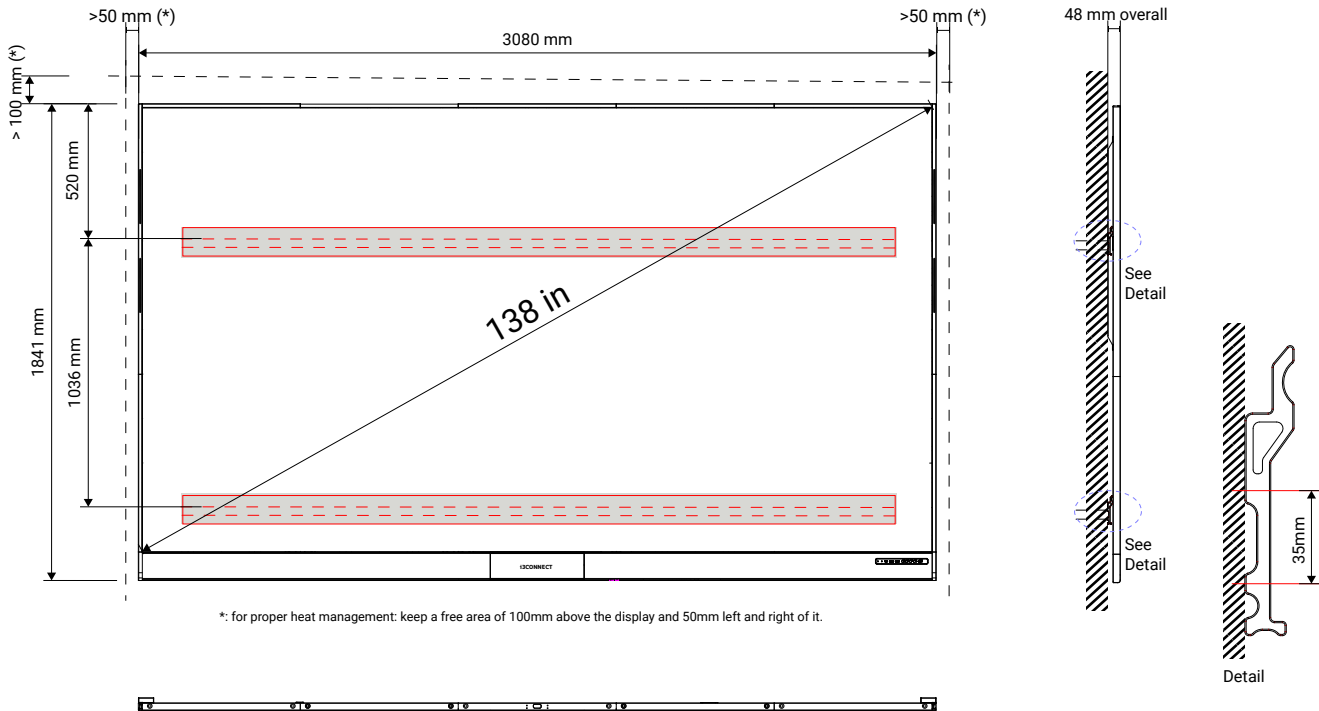 >50 mm (*)
>50 mm (*)
48 mm overall
3080 mm
> 100 mm (*)
520 mm
138 in
1841 mm
1036 mm
See
Detail
See
Detail
35mm
i3CONNECT
*: for proper heat management: keep a free area of 100mm above the display and 50mm left and right of it.
Detail